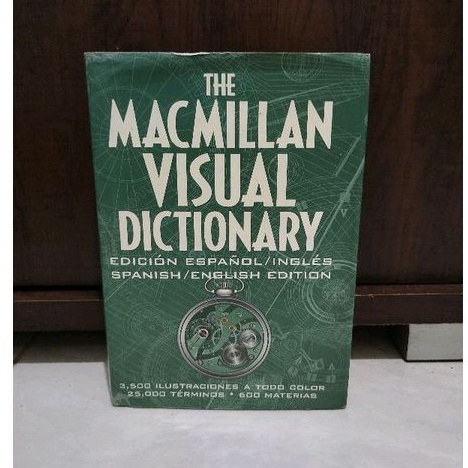 THE
MACMILLAN
VISUAL
DICTIONARY
EDICIÓN ESPAÑOL/INGLÉS
SPANISH/ENGLISH EDITION
3,500 ILUSTRACIONES A TODO COLOR
25,000 TÉRMINOS • 600 MATERIAS